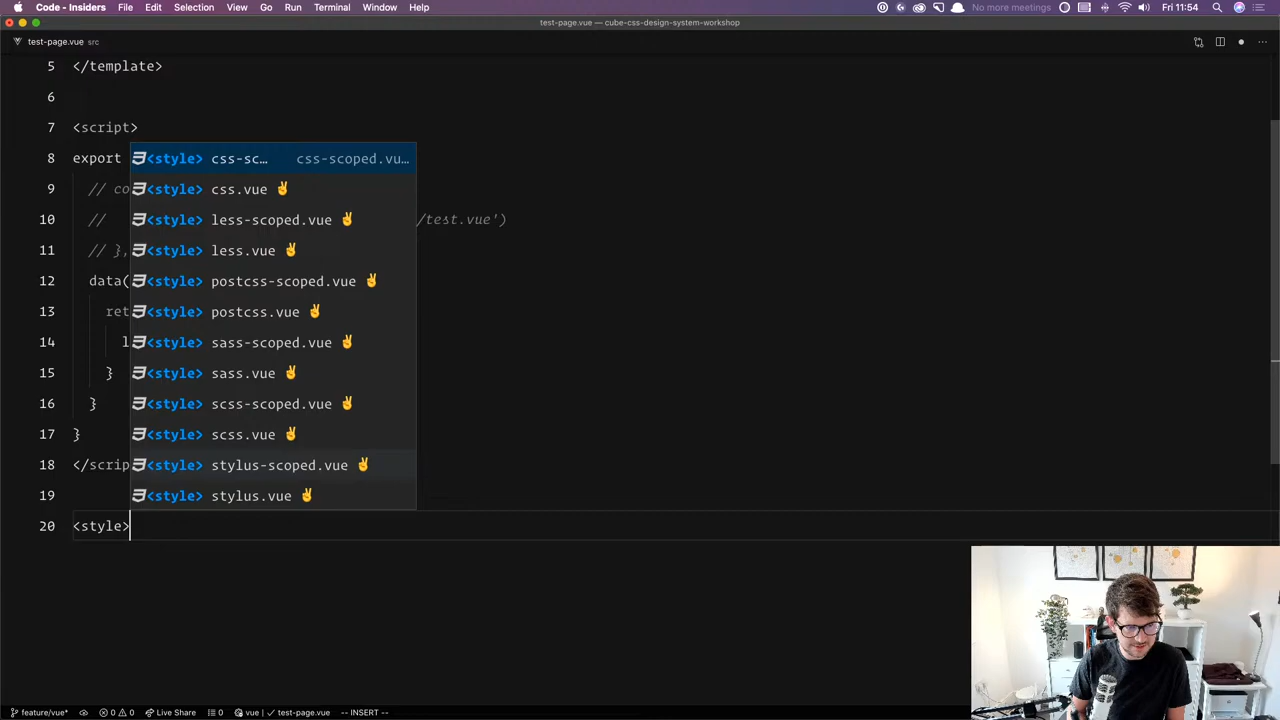 Code - Insiders File Edit Selection View Go Run Terminal Window Help No more meetings Fri 11:54
test-page.vue — cube-css-design-system-workshop
test-page.vue src
5 </template>
6
7 <script>
8 export <style> css-sc… css-scoped.vu…
9 // co <style> css.vue ✌
10 // <style> less-scoped.vue ✌ /test.vue')
11 // }, <style> less.vue ✌
12 data( <style> postcss-scoped.vue ✌
13 ret <style> postcss.vue ✌
14 l <style> sass-scoped.vue ✌
15 } <style> sass.vue ✌
16 } <style> scss-scoped.vue ✌
17 } <style> scss.vue ✌
18 </scrip <style> stylus-scoped.vue ✌
19 <style> stylus.vue ✌
20 <style>
feature/vue* 0 0 Live Share 0 vue | ✓ test-page.vue -- INSERT --